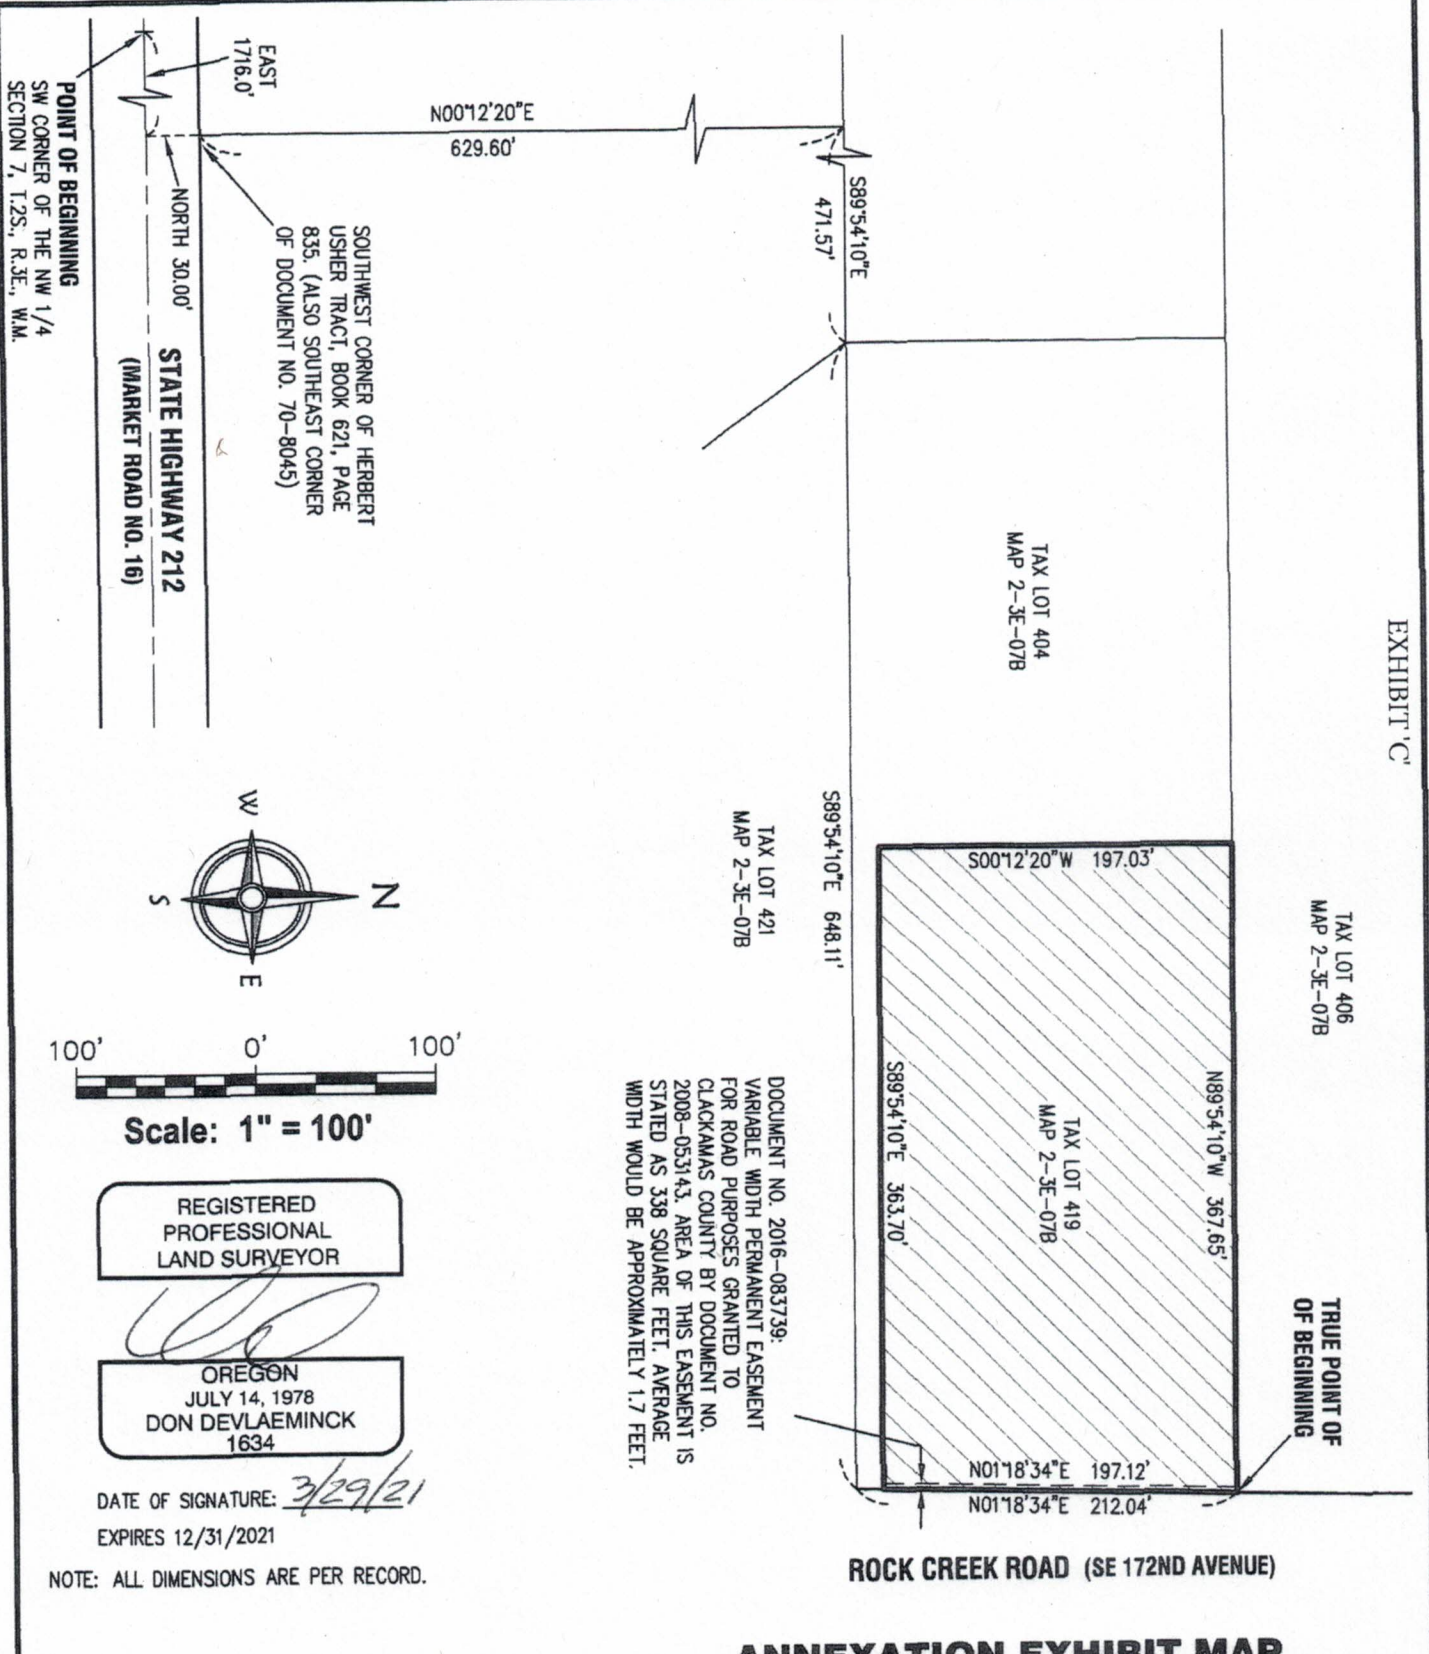 EXHIBIT 'C'
POINT OF BEGINNING
SW CORNER OF THE NW 1/4
SECTION 7, T.2S., R.3E., W.M.
EAST
1716.0'
NORTH 30.00'
STATE HIGHWAY 212
(MARKET ROAD NO. 16)
N00°12'20"E
629.60'
SOUTHWEST CORNER OF HERBERT
USHER TRACT, BOOK 621, PAGE
835. (ALSO SOUTHEAST CORNER
OF DOCUMENT NO. 70-8045)
S89°54'10"E
471.57'
TAX LOT 404
MAP 2-3E-07B
TAX LOT 421
MAP 2-3E-07B
S89°54'10"E 648.11'
S00°12'20"W 197.03'
TAX LOT 406
MAP 2-3E-07B
N89°54'10"W 367.65'
TAX LOT 419
MAP 2-3E-07B
S89°54'10"E 363.70'
TRUE POINT OF
OF BEGINNING
N01°18'34"E 197.12'
N01°18'34"E 212.04'
DOCUMENT NO. 2016-083739:
VARIABLE WIDTH PERMANENT EASEMENT
FOR ROAD PURPOSES GRANTED TO
CLACKAMAS COUNTY BY DOCUMENT NO.
2008-053143. AREA OF THIS EASEMENT IS
STATED AS 338 SQUARE FEET. AVERAGE
WIDTH WOULD BE APPROXIMATELY 1.7 FEET.
ROCK CREEK ROAD (SE 172ND AVENUE)
N
W
S
E
100' 0' 100'
Scale: 1" = 100'
REGISTERED
PROFESSIONAL
LAND SURVEYOR
OREGON
JULY 14, 1978
DON DEVLAEMINCK
1634
DATE OF SIGNATURE: 3/29/21
EXPIRES 12/31/2021
NOTE: ALL DIMENSIONS ARE PER RECORD.
ANNEXATION EXHIBIT MAP